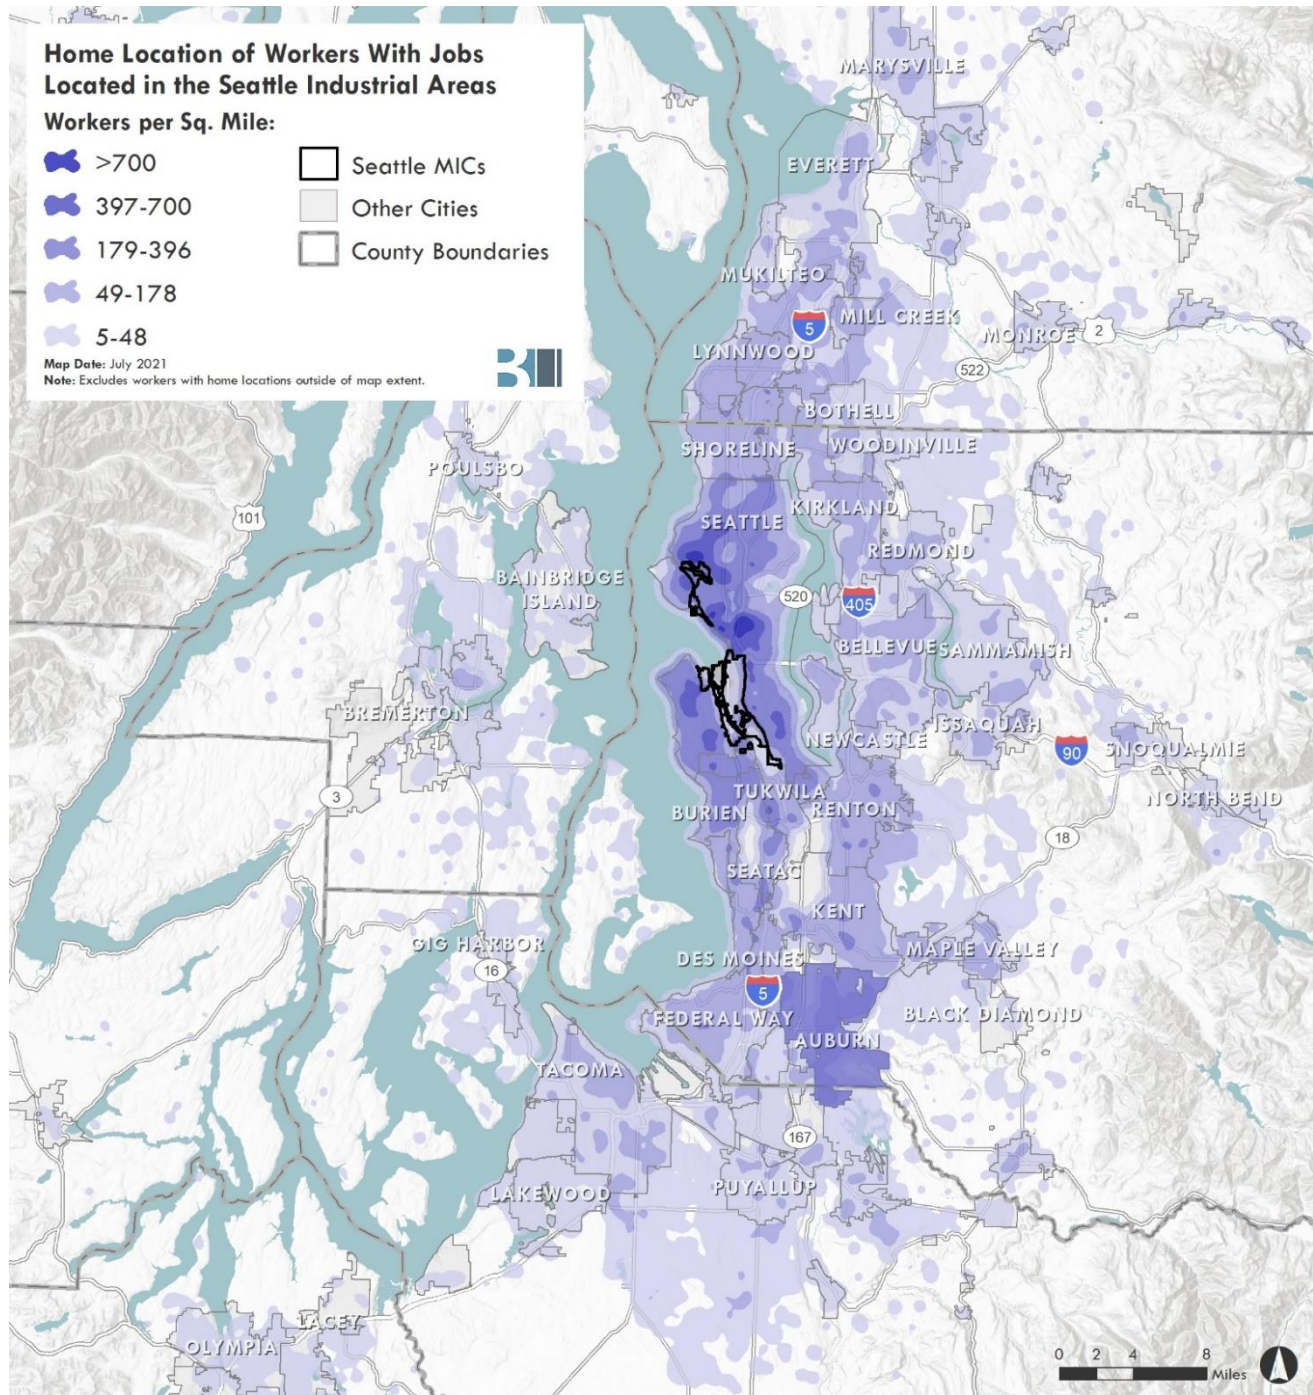 Home Location of Workers With Jobs
Located in the Seattle Industrial Areas
Workers per Sq. Mile:
>700
397-700
179-396
49-178
5-48
Seattle MICs
Other Cities
County Boundaries
Map Date: July 2021
Note: Excludes workers with home locations outside of map extent.
MARYSVILLE
EVERETT
MUKILTEO
5
MILL CREEK
MONROE
2
LYNNWOOD
522
BOTHELL
SHORELINE
WOODINVILLE
POULSBO
101
SEATTLE
KIRKLAND
REDMOND
BAINBRIDGE
ISLAND
520
405
BELLEVUE
SAMMAMISH
BREMERTON
NEWCASTLE
ISSAQUAH
90
SNOQUALMIE
3
TUKWILA
NORTH BEND
BURIEN
RENTON
18
SEATAC
KENT
GIG HARBOR
16
DES MOINES
MAPLE VALLEY
5
FEDERAL WAY
BLACK DIAMOND
AUBURN
TACOMA
167
LAKEWOOD
PUYALLUP
LACEY
OLYMPIA
0 2 4 8
Miles